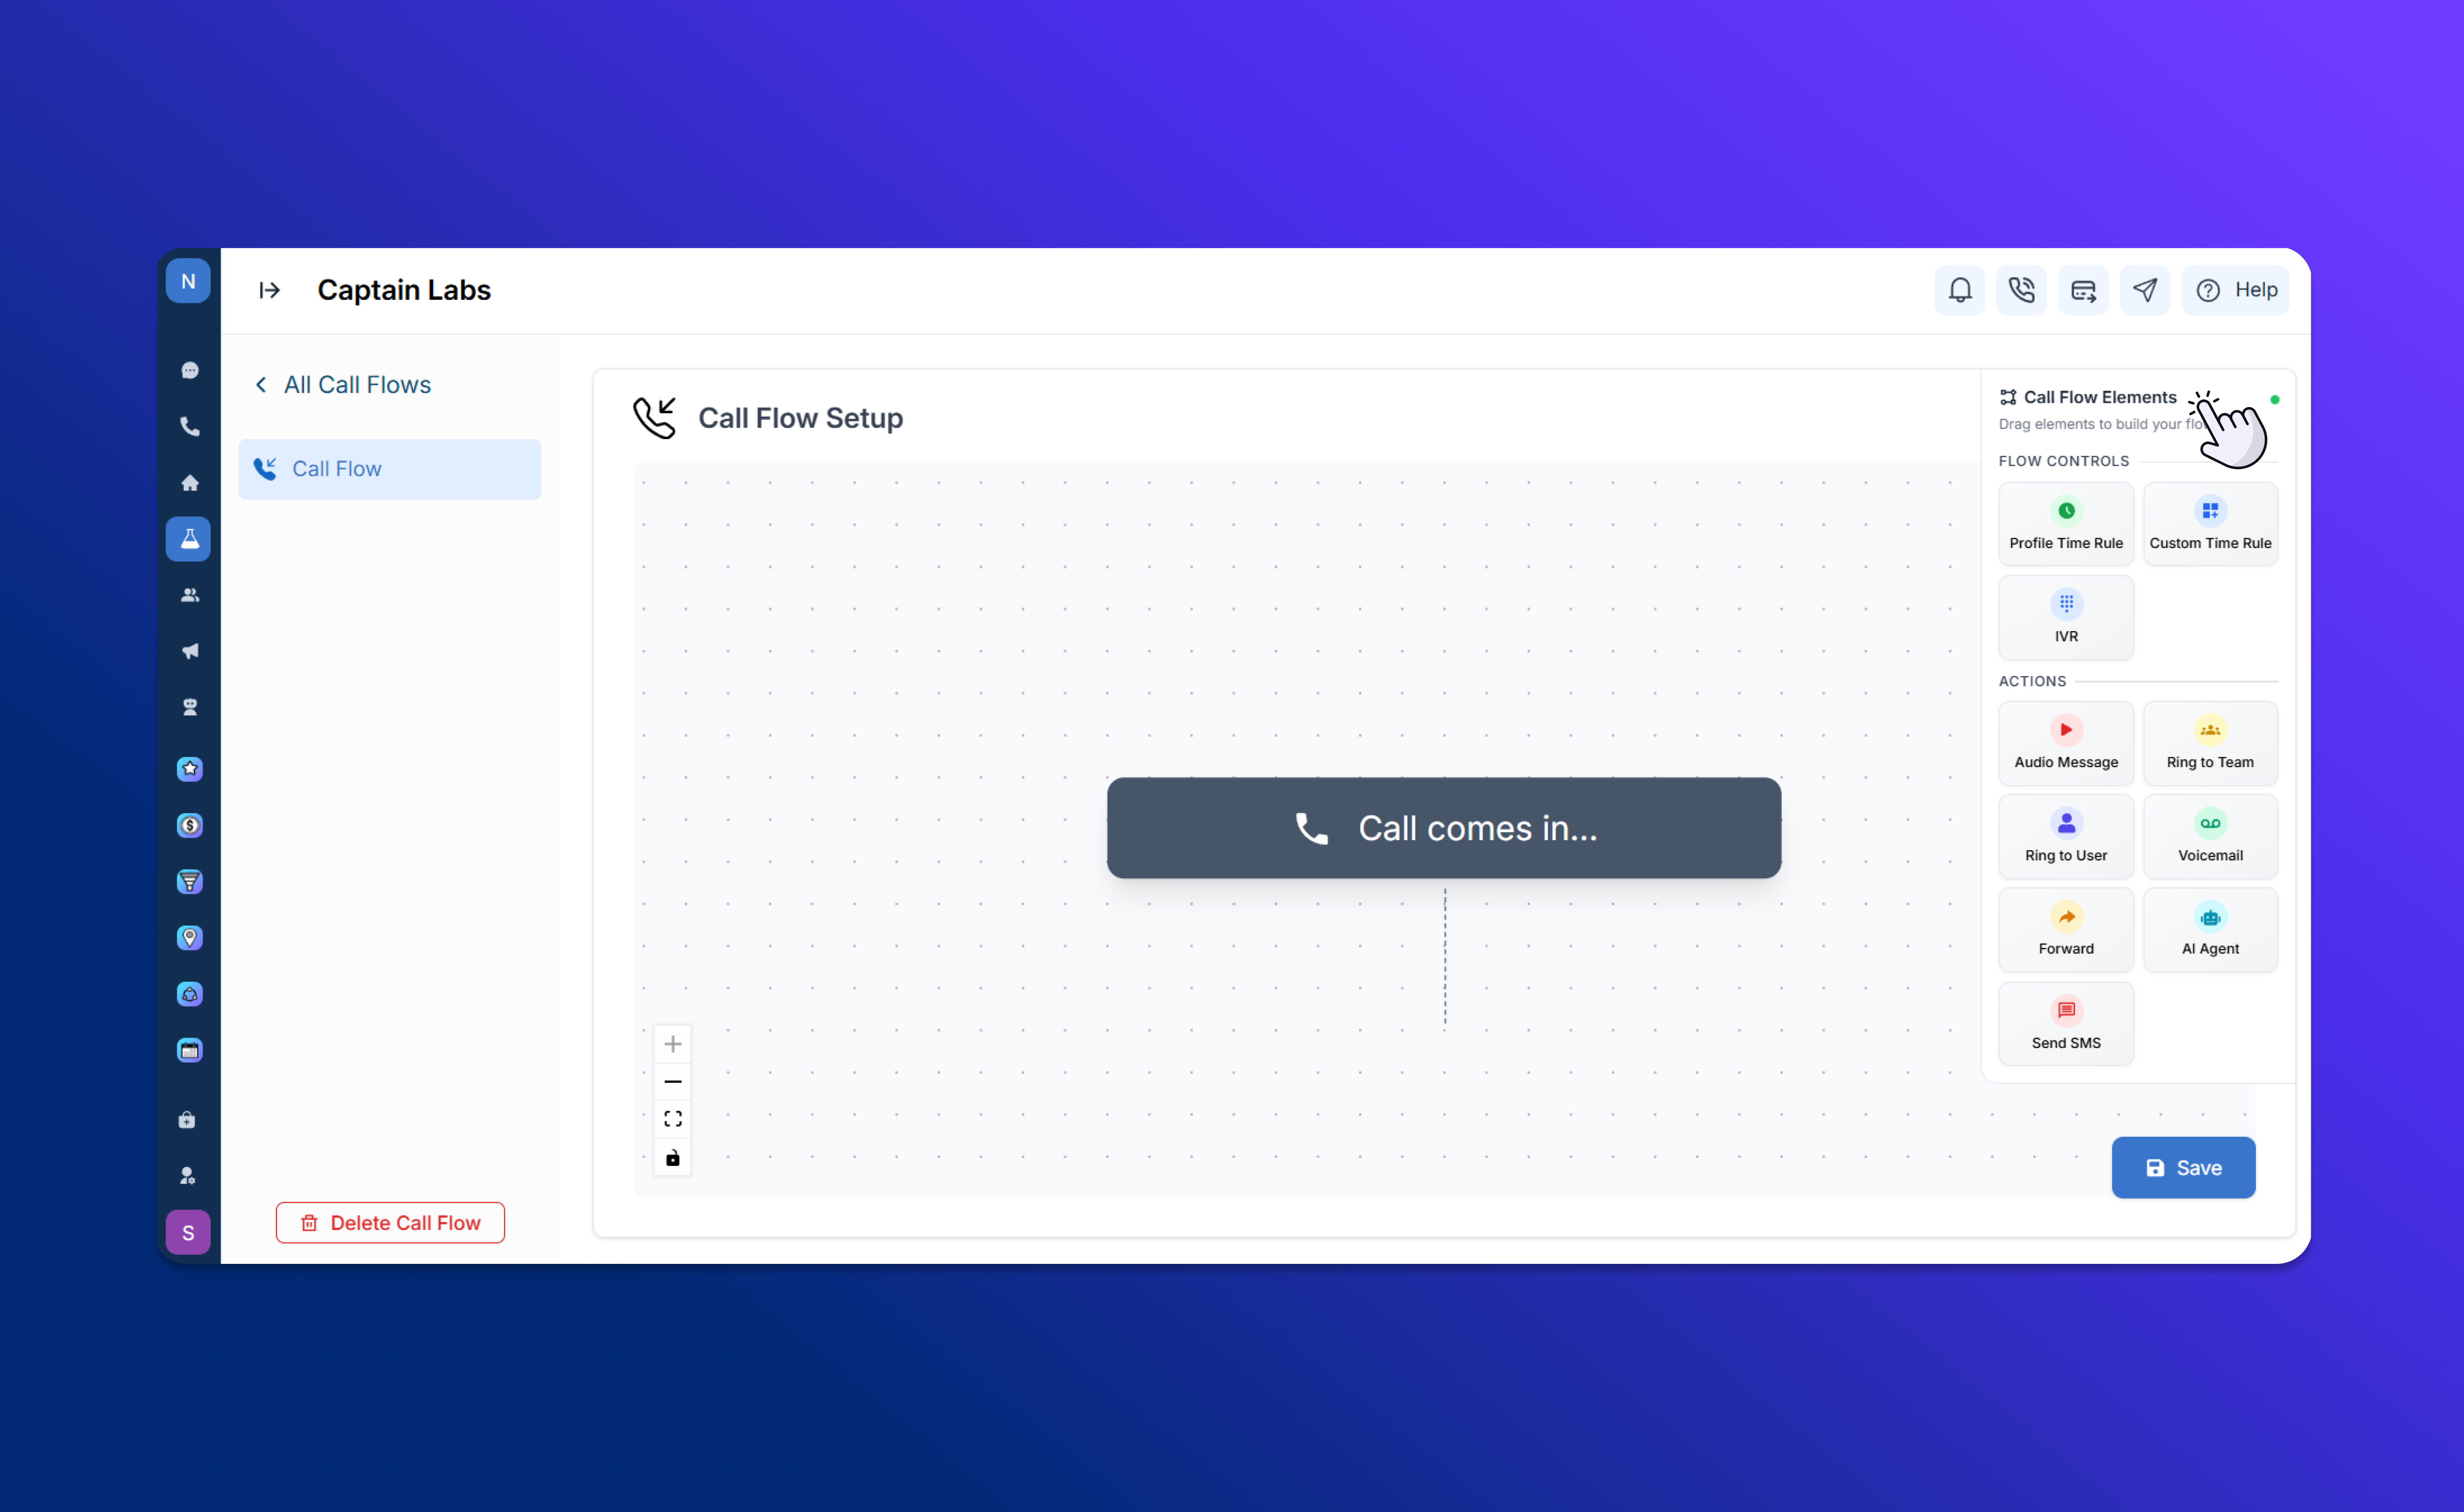 N
Captain Labs
Help
All Call Flows
Call Flow
Delete Call Flow
S
Call Flow Setup
Call comes in...
Call Flow Elements
Drag elements to build your
FLOW CONTROLS
Profile Time Rule
Custom Time Rule
IVR
ACTIONS
Audio Message
Ring to Team
Ring to User
Voicemail
Forward
AI Agent
Send SMS
Save